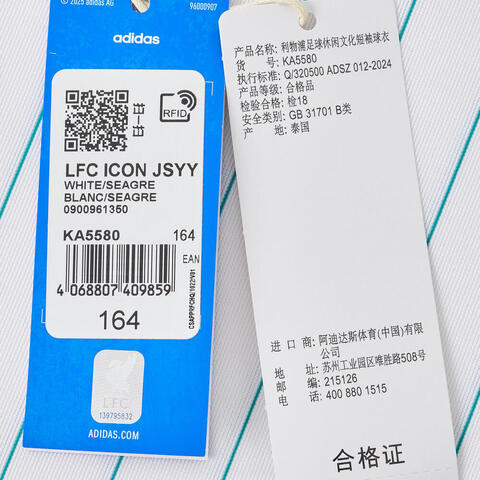 © 2025 adidas AG
96000907
adidas
RFID
LFC ICON JSYY
WHITE/SEAGRE
BLANC/SEAGRE
0900961350
KA5580 164
EAN
4 068807 409859
164
LFC
139795832
ADIDAS.COM
产品名称: 利物浦足球休闲文化短袖球衣
货 号: KA5580
执行标准: Q/320500 ADSZ 012-2024
产品等级: 合格品
检验合格: 检18
安全类别: GB 31701 B类
产 地: 泰国
进 口 商: 阿迪达斯体育(中国)有限
公司
地 址: 苏州工业园区唯胜路508号
邮 编: 215126
电 话: 400 880 1515
合格证